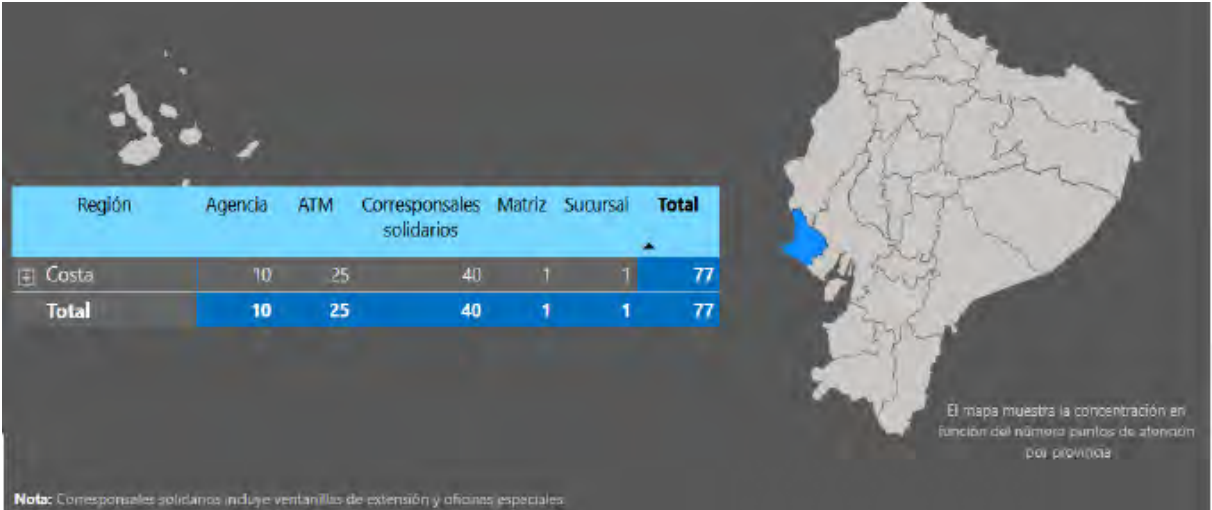 Región Agencia ATM Corresponsales solidarios Matriz Sucursal Total
Costa 10 25 40 1 1 77
Total 10 25 40 1 1 77
El mapa muestra la concentración en
función del número puntos de atención
por provincia
Nota: Corresponsales solidarios incluye ventanillas de extensión y oficinas especiales